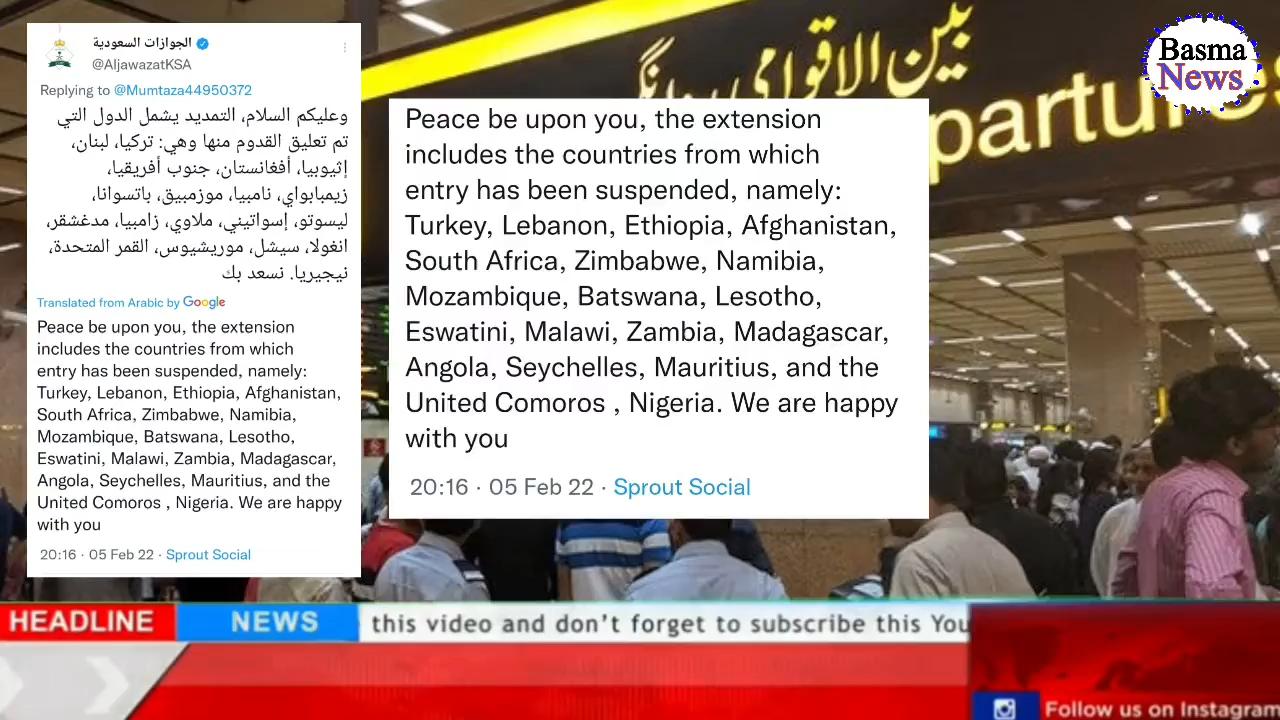 الجوازات السعودية
@AljawazatKSA
Replying to @Mumtaza44950372
وعليكم السلام، التمديد يشمل الدول التي
تم تعليق القدوم منها وهي: تركيا، لبنان،
إثيوبيا، أفغانستان، جنوب أفريقيا،
زيمبابواي، نامبيا، موزمبيق، باتسوانا،
ليسوتو، إسواتيني، ملاوي، زامبيا، مدغشقر،
انغولا، سيشل، موريشيوس، القمر المتحدة،
نيجيريا. نسعد بك
Translated from Arabic by Google
Peace be upon you, the extension
includes the countries from which
entry has been suspended, namely:
Turkey, Lebanon, Ethiopia, Afghanistan,
South Africa, Zimbabwe, Namibia,
Mozambique, Batswana, Lesotho,
Eswatini, Malawi, Zambia, Madagascar,
Angola, Seychelles, Mauritius, and the
United Comoros , Nigeria. We are happy
with you
20:16 · 05 Feb 22 · Sprout Social
Peace be upon you, the extension
includes the countries from which
entry has been suspended, namely:
Turkey, Lebanon, Ethiopia, Afghanistan,
South Africa, Zimbabwe, Namibia,
Mozambique, Batswana, Lesotho,
Eswatini, Malawi, Zambia, Madagascar,
Angola, Seychelles, Mauritius, and the
United Comoros , Nigeria. We are happy
with you
20:16 · 05 Feb 22 · Sprout Social
بین الاقوامی
partures
Basma
News
HEADLINE
NEWS
this video and don't forget to subscribe this You
Follow us on Instagram